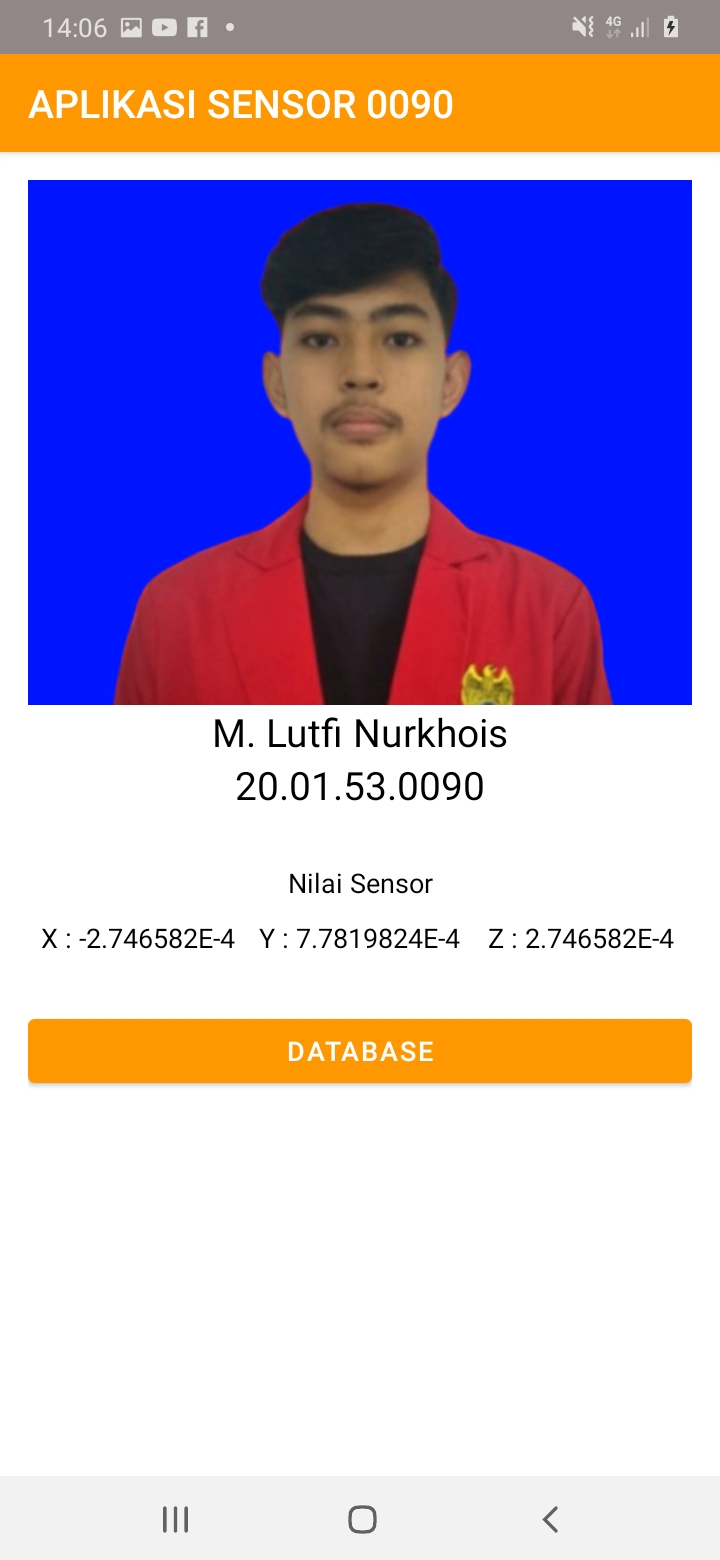 14:06
4G
APLIKASI SENSOR 0090
M. Lutfi Nurkhois
20.01.53.0090
Nilai Sensor
X : -2.746582E-4 Y : 7.7819824E-4 Z : 2.746582E-4
DATABASE